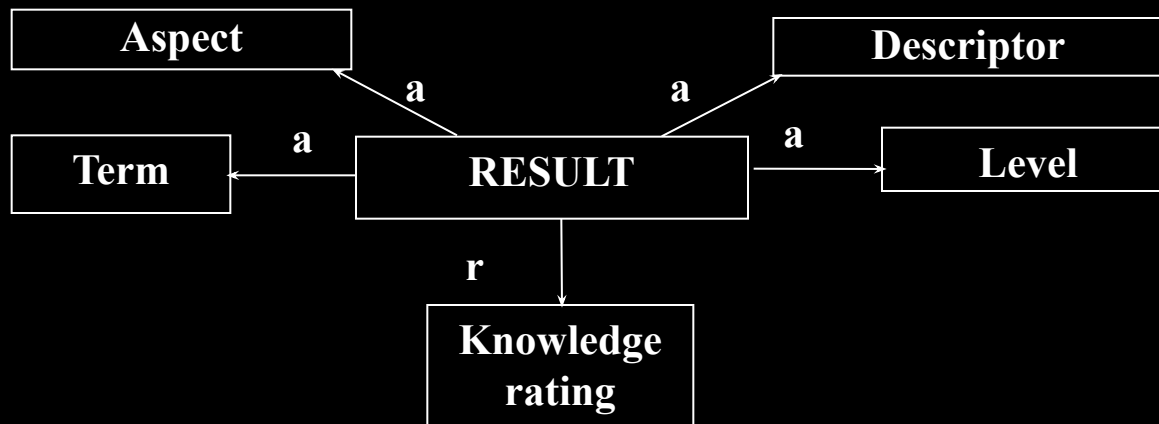 Aspect
Descriptor
a
a
Term
a
RESULT
a
Level
r
Knowledge
rating